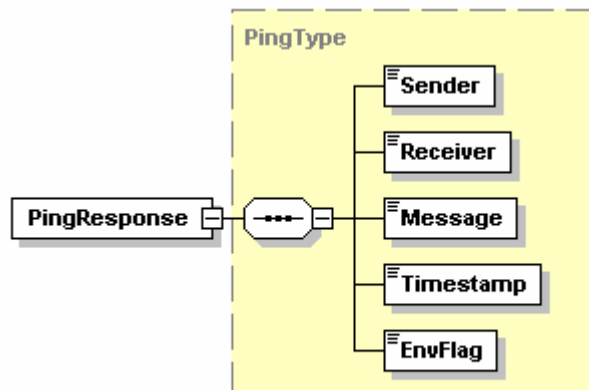 PingType
Sender
Receiver
PingResponse
Message
Timestamp
EnvFlag